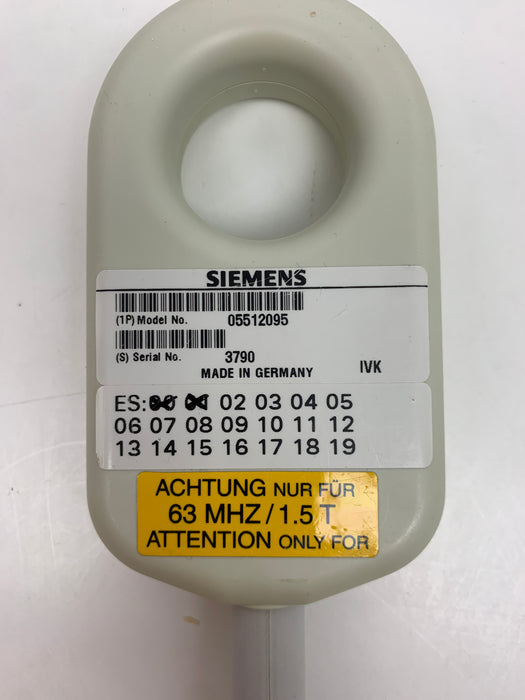 SIEMENS
(1P) Model No. 05512095
(S) Serial No. 3790
MADE IN GERMANY IVK
ES: 02 03 04 05
06 07 08 09 10 11 12
13 14 15 16 17 18 19
ACHTUNG NUR FÜR
63 MHZ/1.5 T
ATTENTION ONLY FOR